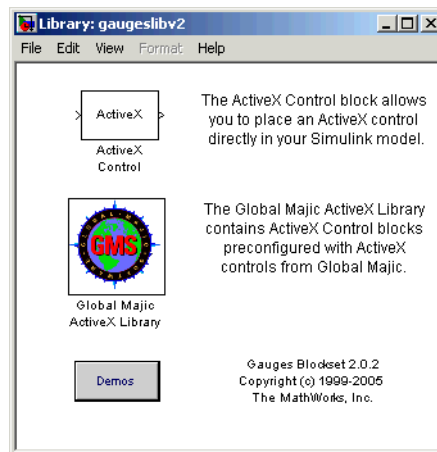 Library: gaugeslibv2
File Edit View Format Help
ActiveX
ActiveX
Control
The ActiveX Control block allows
you to place an ActiveX control
directly in your Simulink model.
GLOBAL MAJIC SOFTWARE
GMS
Global Majic
ActiveX Library
The Global Majic ActiveX Library
contains ActiveX Control blocks
preconfigured with ActiveX
controls from Global Majic.
Demos
Gauges Blockset 2.0.2
Copyright (c) 1999-2005
The MathWorks, Inc.